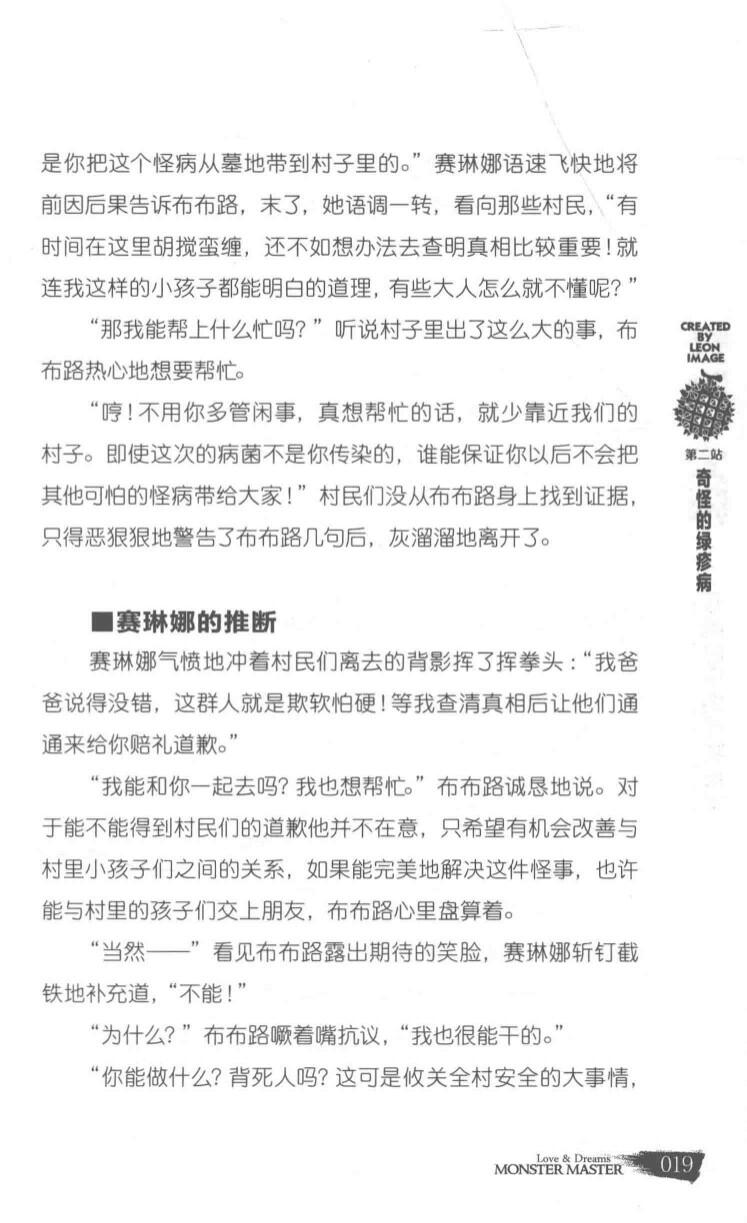 是你把这个怪病从墓地带到村子里的。”赛琳娜语速飞快地将
前因后果告诉布布路，末了，她语调一转，看向那些村民，“有
时间在这里胡搅蛮缠，还不如想办法去查明真相比较重要！就
连我这样的小孩子都能明白的道理，有些大人怎么就不懂呢？”
“那我能帮上什么忙吗？”听说村子里出了这么大的事，布
布路热心地想要帮忙。
“哼！不用你多管闲事，真想帮忙的话，就少靠近我们的
村子。即使这次的病菌不是你传染的，谁能保证你以后不会把
其他可怕的怪病带给大家！”村民们没从布布路身上找到证据，
只得恶狠狠地警告了布布路几句后，灰溜溜地离开了。
■赛琳娜的推断
赛琳娜气愤地冲着村民们离去的背影挥了挥拳头：“我爸
爸说得没错，这群人就是欺软怕硬！等我查清真相后让他们通
通来给你赔礼道歉。”
“我能和你一起去吗？我也想帮忙。”布布路诚恳地说。对
于能不能得到村民们的道歉他并不在意，只希望有机会改善与
村里小孩子们之间的关系，如果能完美地解决这件怪事，也许
能与村里的孩子们交上朋友，布布路心里盘算着。
“当然——”看见布布路露出期待的笑脸，赛琳娜斩钉截
铁地补充道，“不能！”
“为什么？”布布路噘着嘴抗议，“我也很能干的。”
“你能做什么？背死人吗？这可是攸关全村安全的大事情，
CREATED
BY
LEON
IMAGE
第二站
奇怪的绿疹病
Love & Dreams
MONSTER MASTER
019